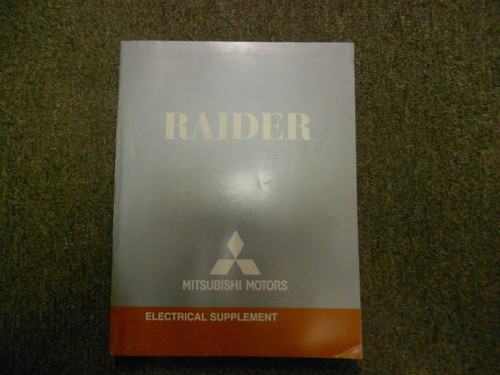 RAIDER
MITSUBISHI MOTORS
ELECTRICAL SUPPLEMENT